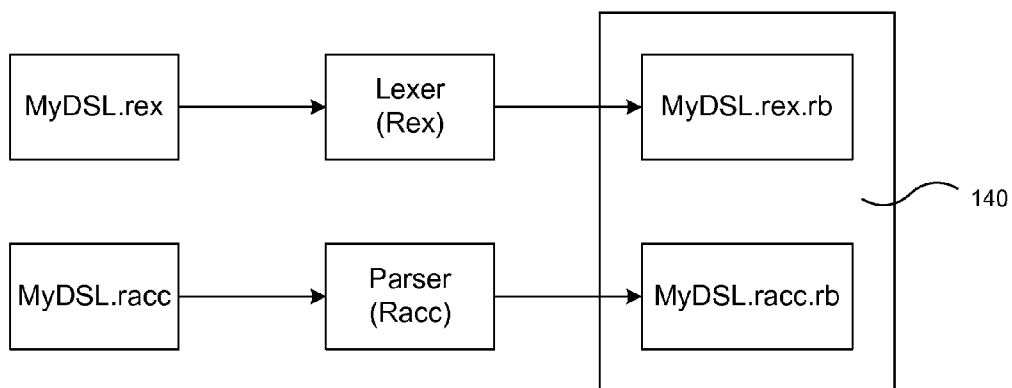 MyDSL.rex
Lexer
(Rex)
MyDSL.rex.rb
140
MyDSL.racc
Parser
(Racc)
MyDSL.racc.rb